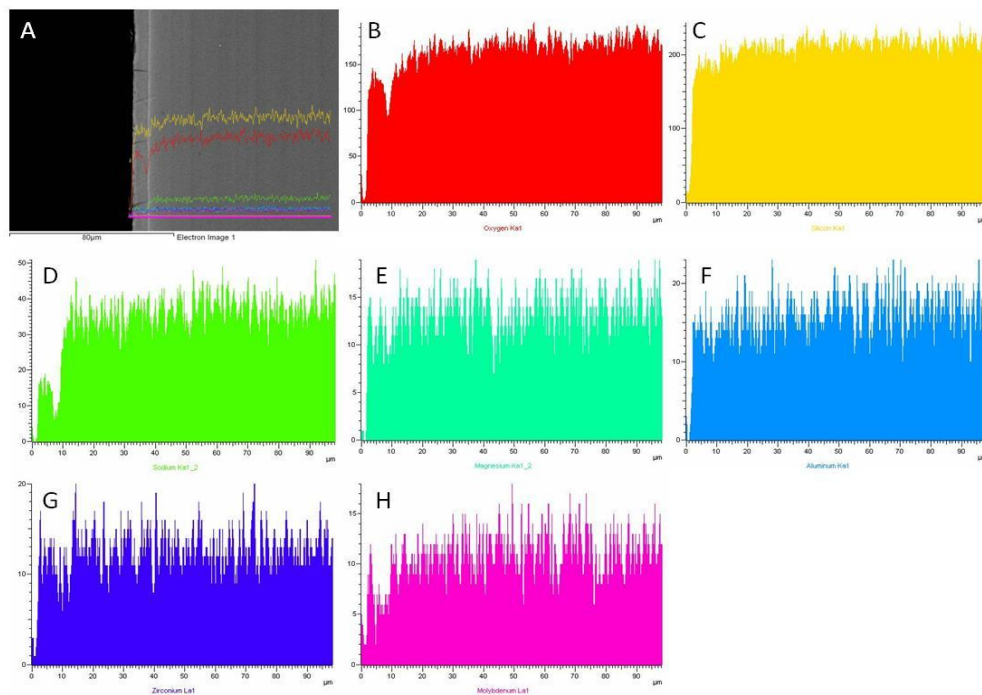 A
80µm
Electron Image 1
B
150
100
50
0
0 10 20 30 40 50 60 70 80 90
µm
Oxygen Ka1
C
200
100
0
0 10 20 30 40 50 60 70 80 90
µm
Silicon Ka1
D
50
40
30
20
10
0
0 10 20 30 40 50 60 70 80 90
µm
Sodium Ka1_2
E
15
10
5
0
0 10 20 30 40 50 60 70 80 90
µm
Magnesium Ka1_2
F
20
10
0
0 10 20 30 40 50 60 70 80 90
µm
Aluminum Ka1
G
20
10
0
0 10 20 30 40 50 60 70 80 90
µm
Zirconium La1
H
15
10
5
0
0 10 20 30 40 50 60 70 80 90
µm
Molybdenum La1